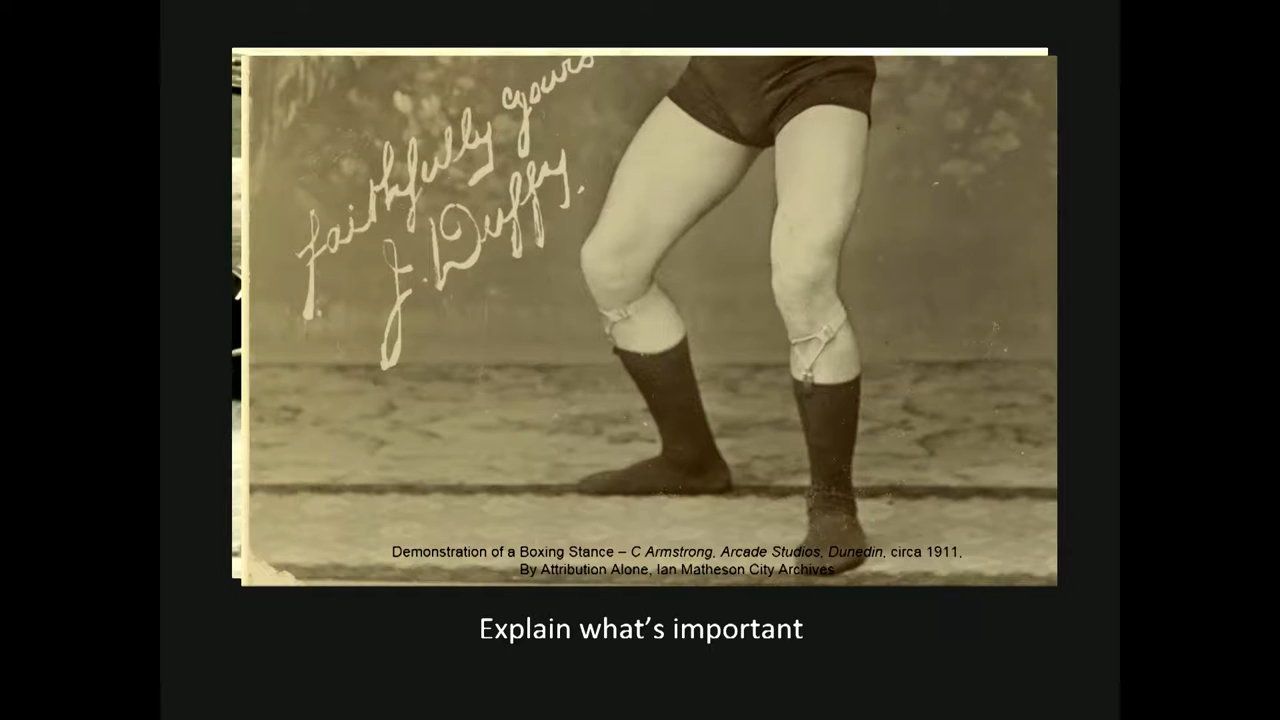 faithfully yours
J. Duffy.
Demonstration of a Boxing Stance – C Armstrong, Arcade Studios, Dunedin, circa 1911,
By Attribution Alone, Ian Matheson City Archives
Explain what's important